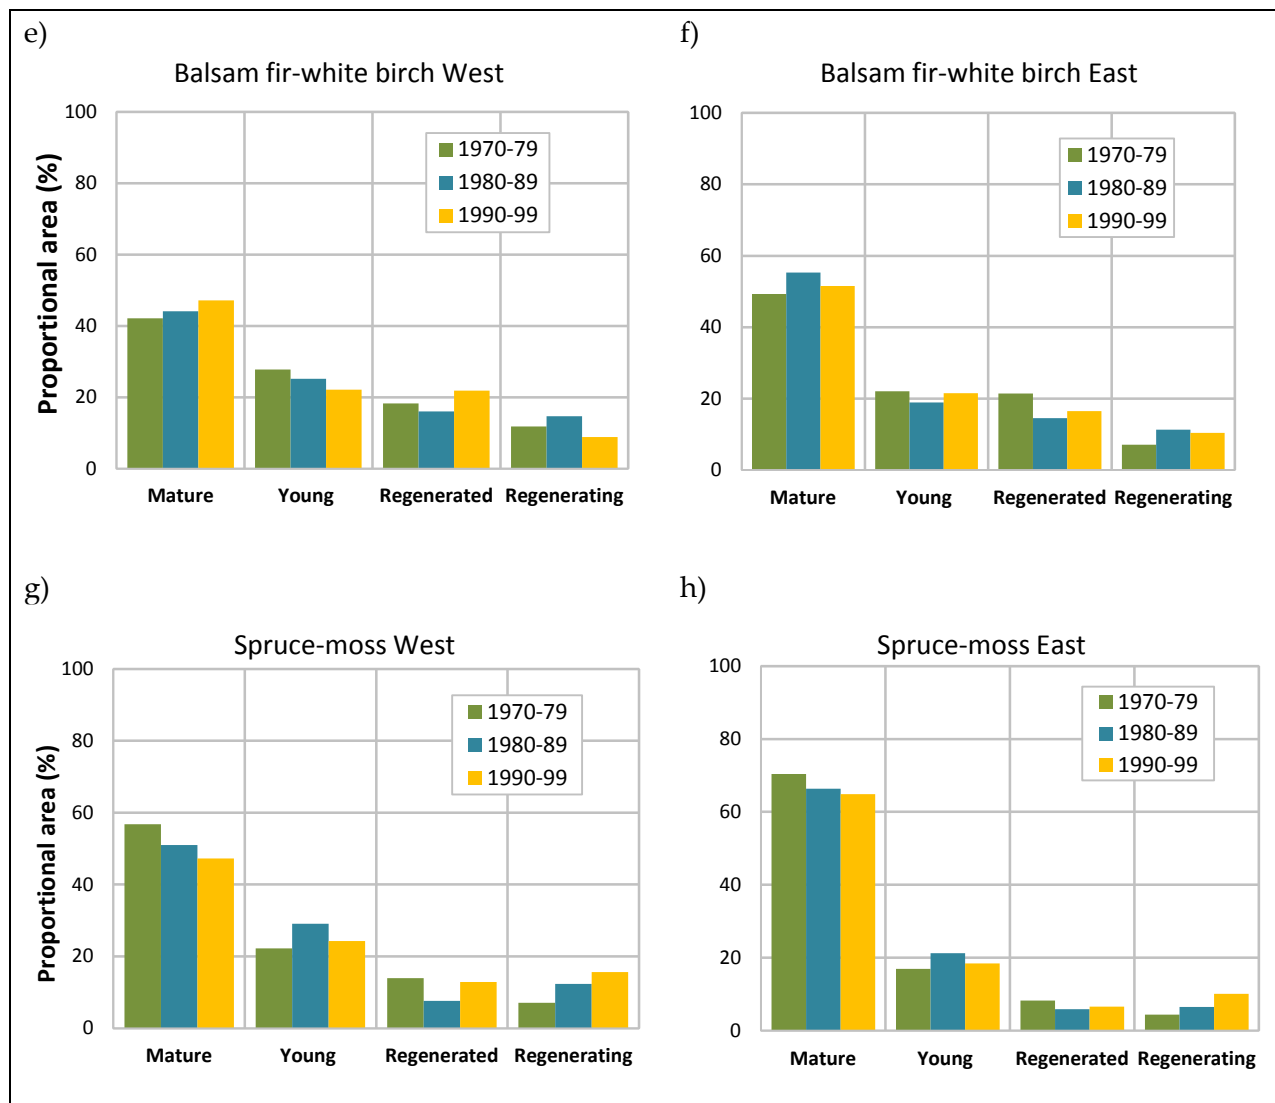 e)
Balsam fir-white birch West
Proportional area (%)
100
80
60
40
20
0
1970-79
1980-89
1990-99
Mature Young Regenerated Regenerating
f)
Balsam fir-white birch East
100
80
60
40
20
0
1970-79
1980-89
1990-99
Mature Young Regenerated Regenerating
g)
Spruce-moss West
Proportional area (%)
100
80
60
40
20
0
1970-79
1980-89
1990-99
Mature Young Regenerated Regenerating
h)
Spruce-moss East
100
80
60
40
20
0
1970-79
1980-89
1990-99
Mature Young Regenerated Regenerating